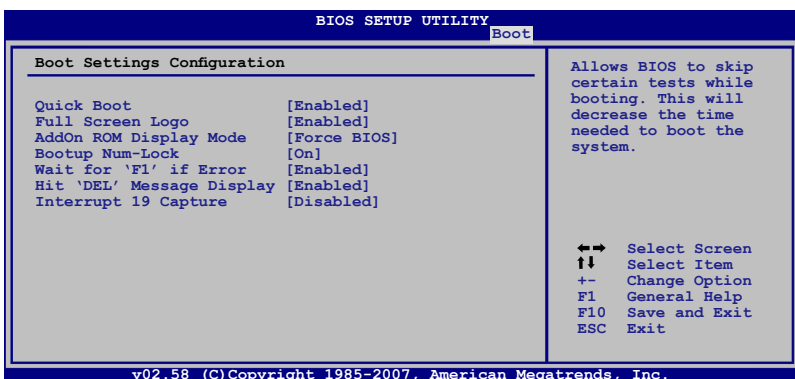 BIOS SETUP UTILITY
Boot
Boot Settings Configuration
Quick Boot [Enabled]
Full Screen Logo [Enabled]
AddOn ROM Display Mode [Force BIOS]
Bootup Num-Lock [On]
Wait for ‘F1’ if Error [Enabled]
Hit ‘DEL’ Message Display [Enabled]
Interrupt 19 Capture [Disabled]
Allows BIOS to skip
certain tests while
booting. This will
decrease the time
needed to boot the
system.
←→ Select Screen
↑↓ Select Item
+- Change Option
F1 General Help
F10 Save and Exit
ESC Exit
v02.58 (C)Copyright 1985-2007, American Megatrends, Inc.